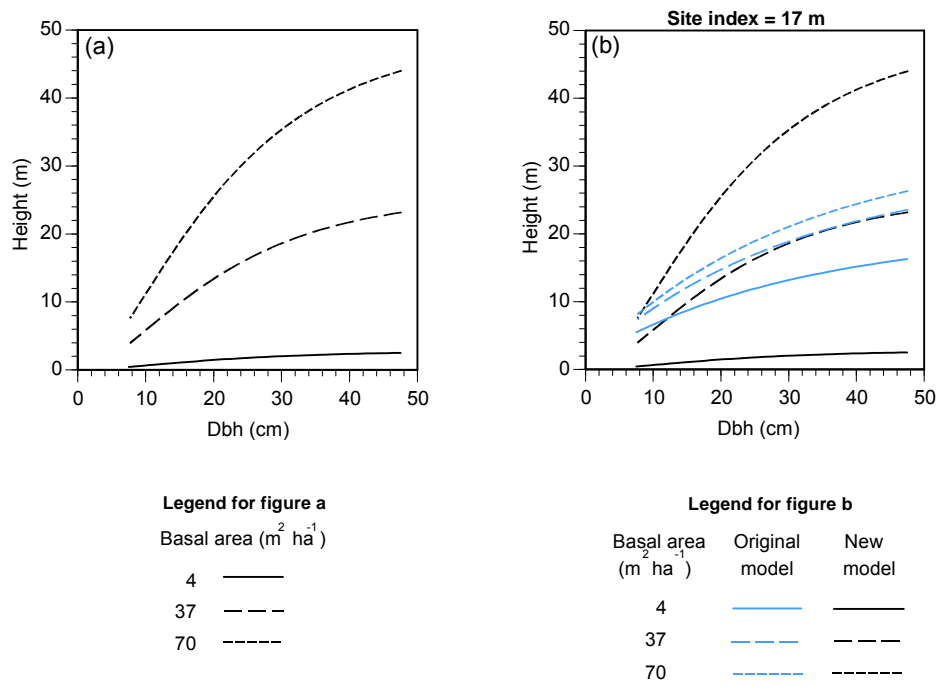 Site index = 17 m
(a)
50
40
30
20
10
0
Height (m)
0 10 20 30 40 50
Dbh (cm)
(b)
50
40
30
20
10
0
Height (m)
0 10 20 30 40 50
Dbh (cm)
Legend for figure a
Basal area (m² ha⁻¹)
4
37
70
Legend for figure b
Basal area Original New
(m² ha⁻¹) model model
4
37
70